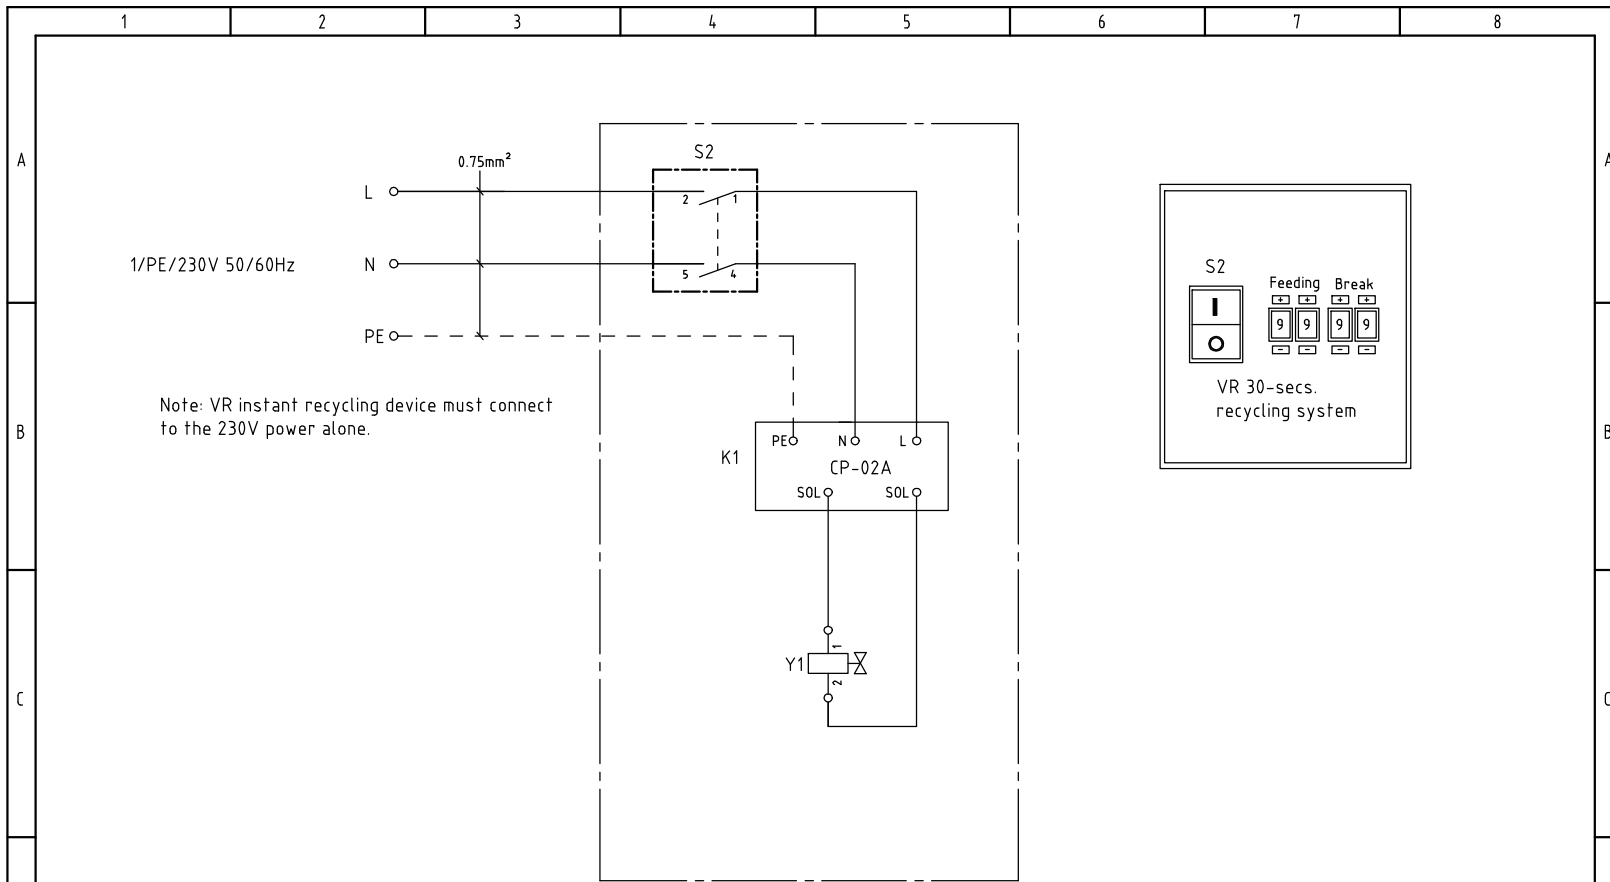 1 2 3 4 5 6 7 8
A A
S2
0.75mm²
L
2 1
1/PE/230V 50/60Hz
N
5 4
S2
Feeding Break
+ + + +
I
9 9 9 9
O
- - - -
PE
VR 30-secs.
recycling system
Note: VR instant recycling device must connect
to the 230V power alone.
B B
PE N L
K1
CP-02A
SOL SOL
1
Y1
2
C C